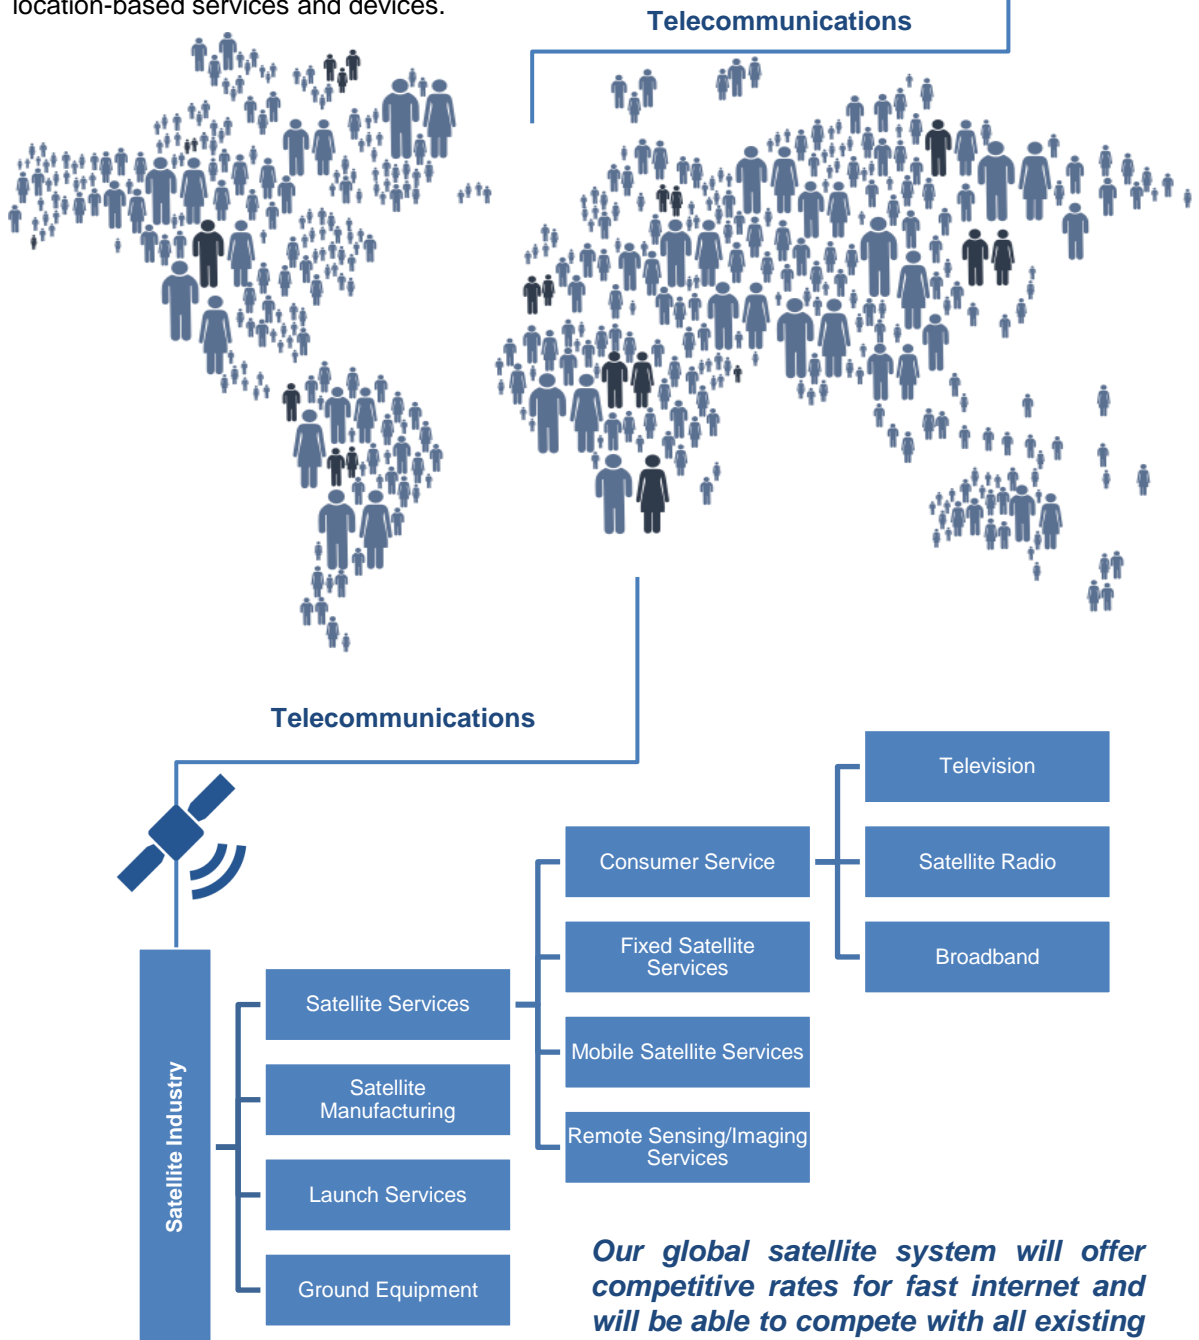 location-based services and devices.
Telecommunications
Telecommunications
Television
Consumer Service
Satellite Radio
Fixed Satellite
Services
Broadband
Satellite Services
Mobile Satellite Services
Satellite
Manufacturing
Remote Sensing/Imaging
Services
Satellite Industry
Launch Services
Ground Equipment
Our global satellite system will offer
competitive rates for fast internet and
will be able to compete with all existing